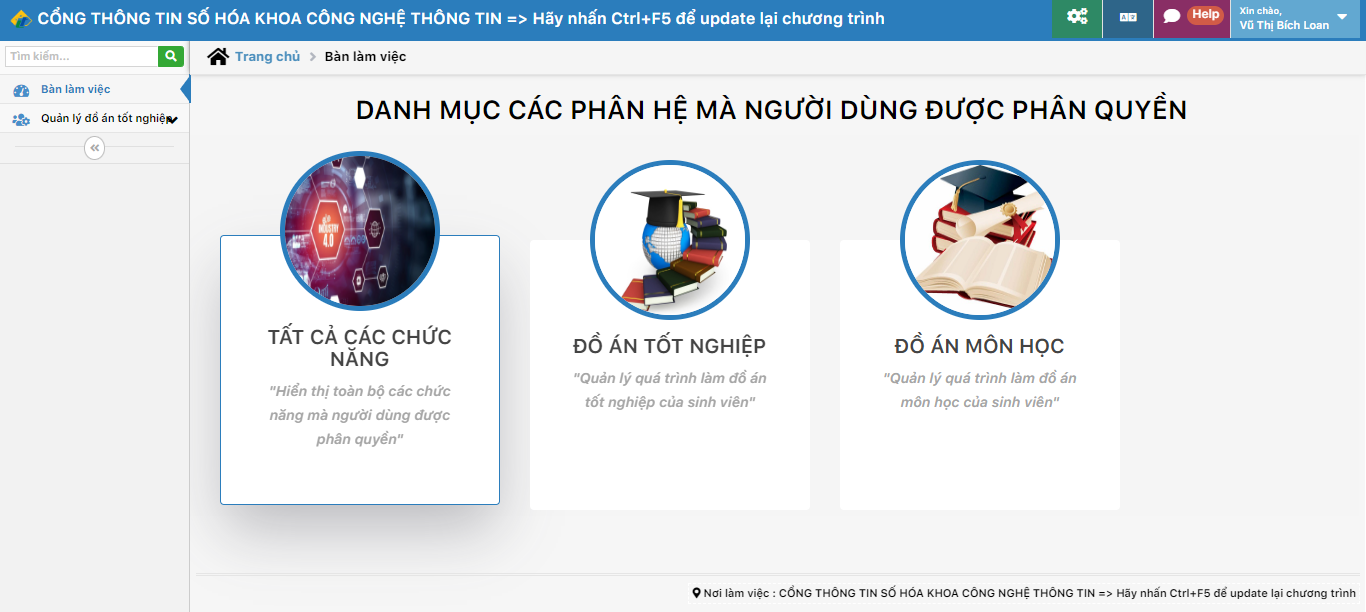 CỔNG THÔNG TIN SỐ HÓA KHOA CÔNG NGHỆ THÔNG TIN => Hãy nhấn Ctrl+F5 để update lại chương trình
Help
Xin chào,
Vũ Thị Bích Loan
Tìm kiếm...
Trang chủ
Bàn làm việc
Bàn làm việc
Quản lý đồ án tốt nghiệp
DANH MỤC CÁC PHÂN HỆ MÀ NGƯỜI DÙNG ĐƯỢC PHÂN QUYỀN
INDUSTRY
4.0
TẤT CẢ CÁC CHỨC
NĂNG
"Hiển thị toàn bộ các chức
năng mà người dùng được
phân quyền"
ĐỒ ÁN TỐT NGHIỆP
"Quản lý quá trình làm đồ án
tốt nghiệp của sinh viên"
ĐỒ ÁN MÔN HỌC
"Quản lý quá trình làm đồ án
môn học của sinh viên"
Nơi làm việc : CỔNG THÔNG TIN SỐ HÓA KHOA CÔNG NGHỆ THÔNG TIN => Hãy nhấn Ctrl+F5 để update lại chương trình